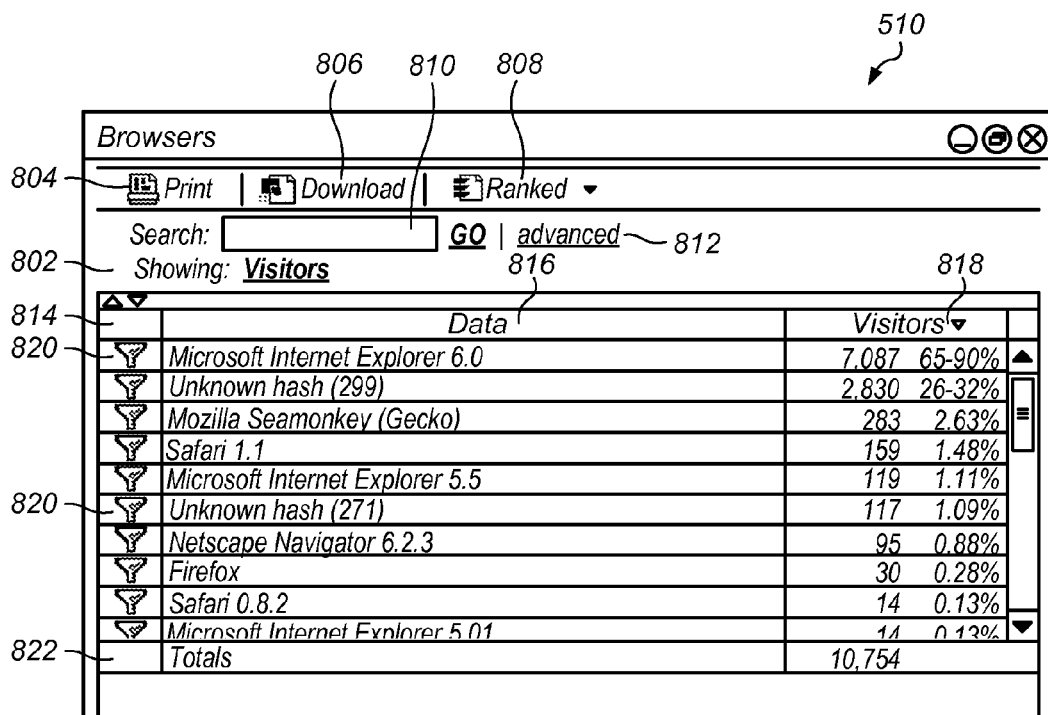 510
806 810 808
Browsers
804 Print | Download | Ranked
Search: GO | advanced 812
802 Showing: Visitors 816 818
814 Data Visitors
820 Microsoft Internet Explorer 6.0 7,087 65-90%
Unknown hash (299) 2,830 26-32%
Mozilla Seamonkey (Gecko) 283 2.63%
Safari 1.1 159 1.48%
Microsoft Internet Explorer 5.5 119 1.11%
820 Unknown hash (271) 117 1.09%
Netscape Navigator 6.2.3 95 0.88%
Firefox 30 0.28%
Safari 0.8.2 14 0.13%
Microsoft Internet Explorer 5.01 14 0.13%
822 Totals 10,754